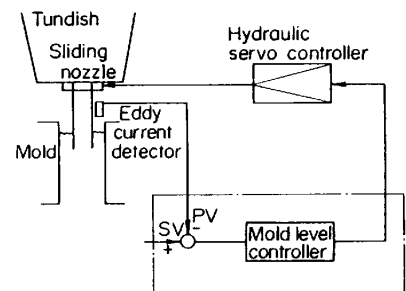 Tundish
Sliding
nozzle
Hydraulic
servo controller
Eddy
current
detector
Mold
PV
-
SV
+
Mold level
controller